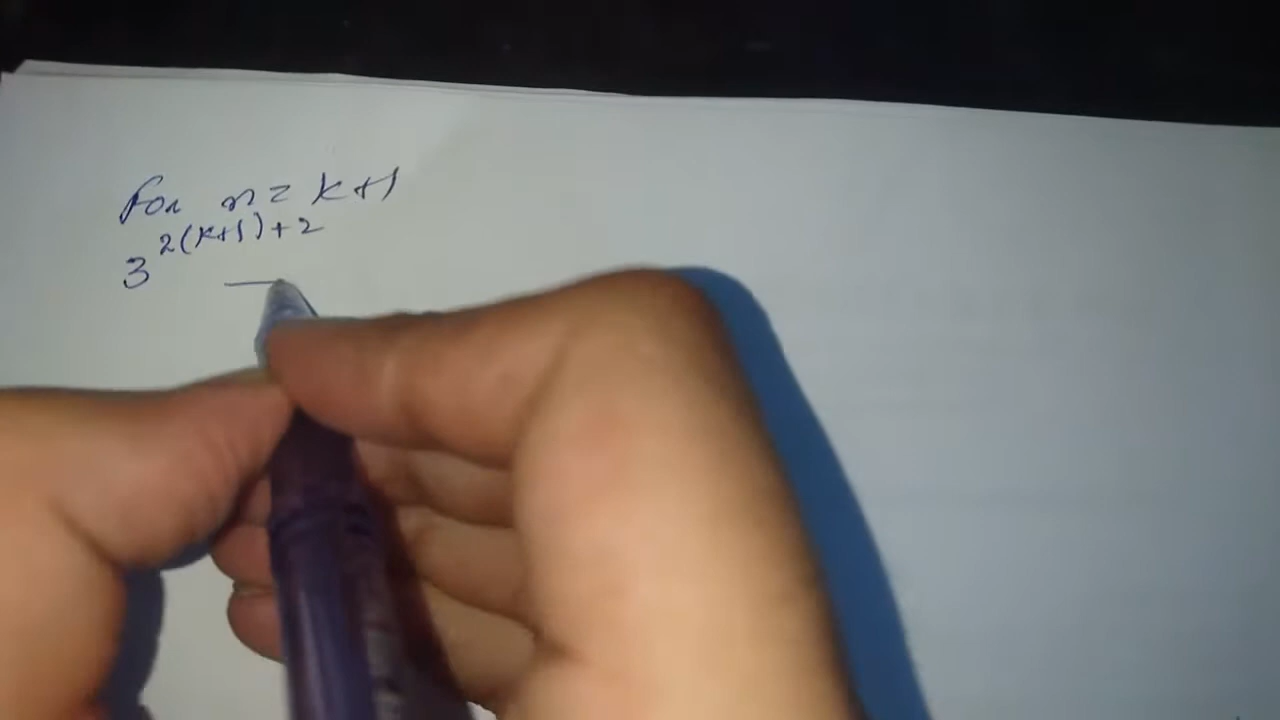 For n = k+1
3^2(k+1)+2 -